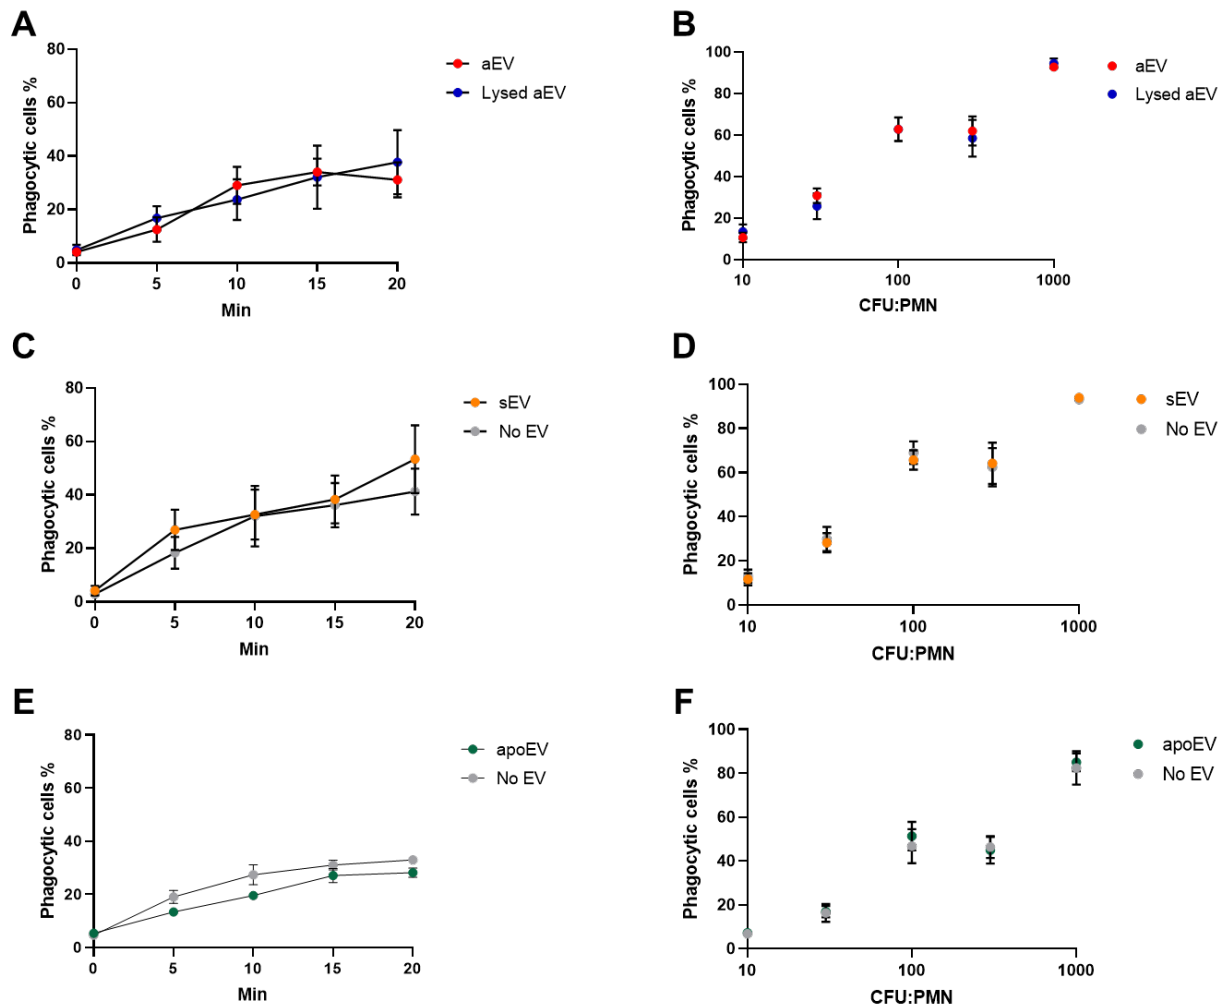 A
Phagocytic cells %
80
60
40
20
0
0 5 10 15 20
Min
aEV
Lysed aEV
B
Phagocytic cells %
100
80
60
40
20
0
10 100 1000
CFU:PMN
aEV
Lysed aEV
C
Phagocytic cells %
80
60
40
20
0
0 5 10 15 20
Min
sEV
No EV
D
Phagocytic cells %
100
80
60
40
20
0
10 100 1000
CFU:PMN
sEV
No EV
E
Phagocytic cells %
80
60
40
20
0
0 5 10 15 20
Min
apoEV
No EV
F
Phagocytic cells %
100
80
60
40
20
0
10 100 1000
CFU:PMN
apoEV
No EV